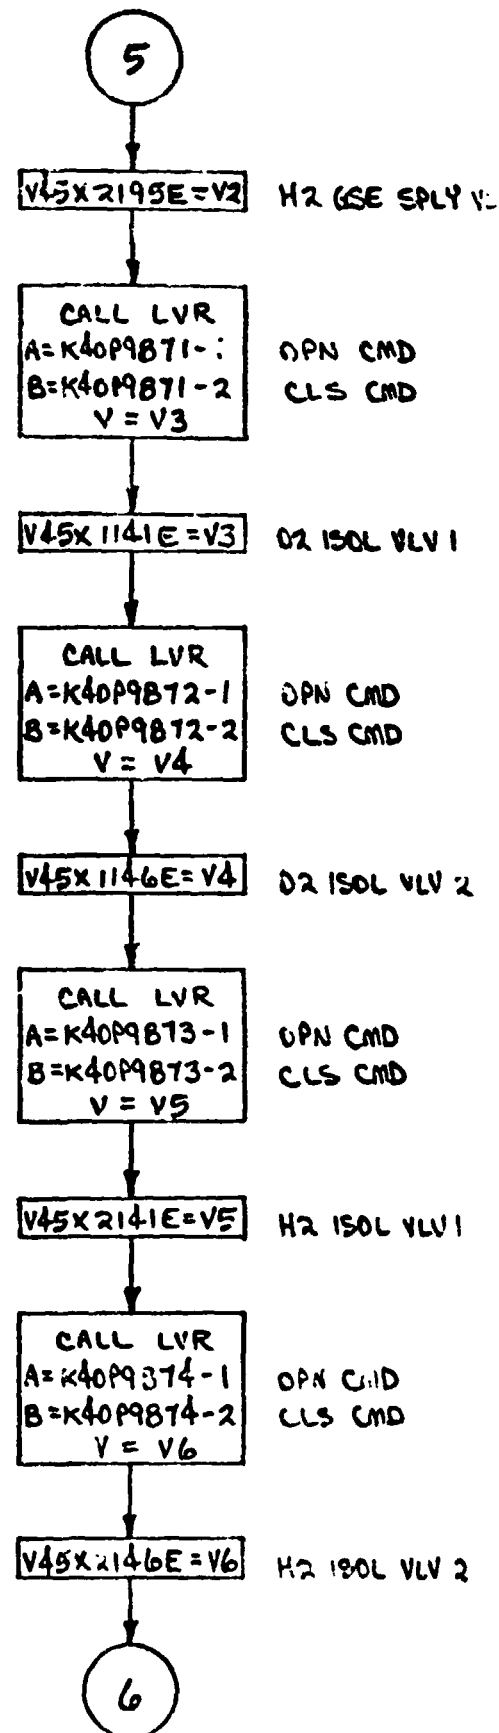 5
V45X2195E=V2 H2 GSE SPLY
CALL LVR
A=K40P9871- OPN CMD
B=K40P9871-2 CLS CMD
V=V3
V45X1141E=V3 O2 ISOL VLV 1
CALL LVR
A=K40P9872-1 OPN CMD
B=K40P9872-2 CLS CMD
V= V4
V45X1146E=V4 O2 ISOL VLV 2
CALL LVR
A=K40P9873-1 OPN CMD
B=K40P9873-2 CLS CMD
V = V5
V45X2141E=V5 H2 ISOL VLV1
CALL LVR
A=K40P9874-1 OPN CMD
B=K40P9874-2 CLS CMD
V = V6
V45X2146E=V6 H2 ISOL VLV 2
6